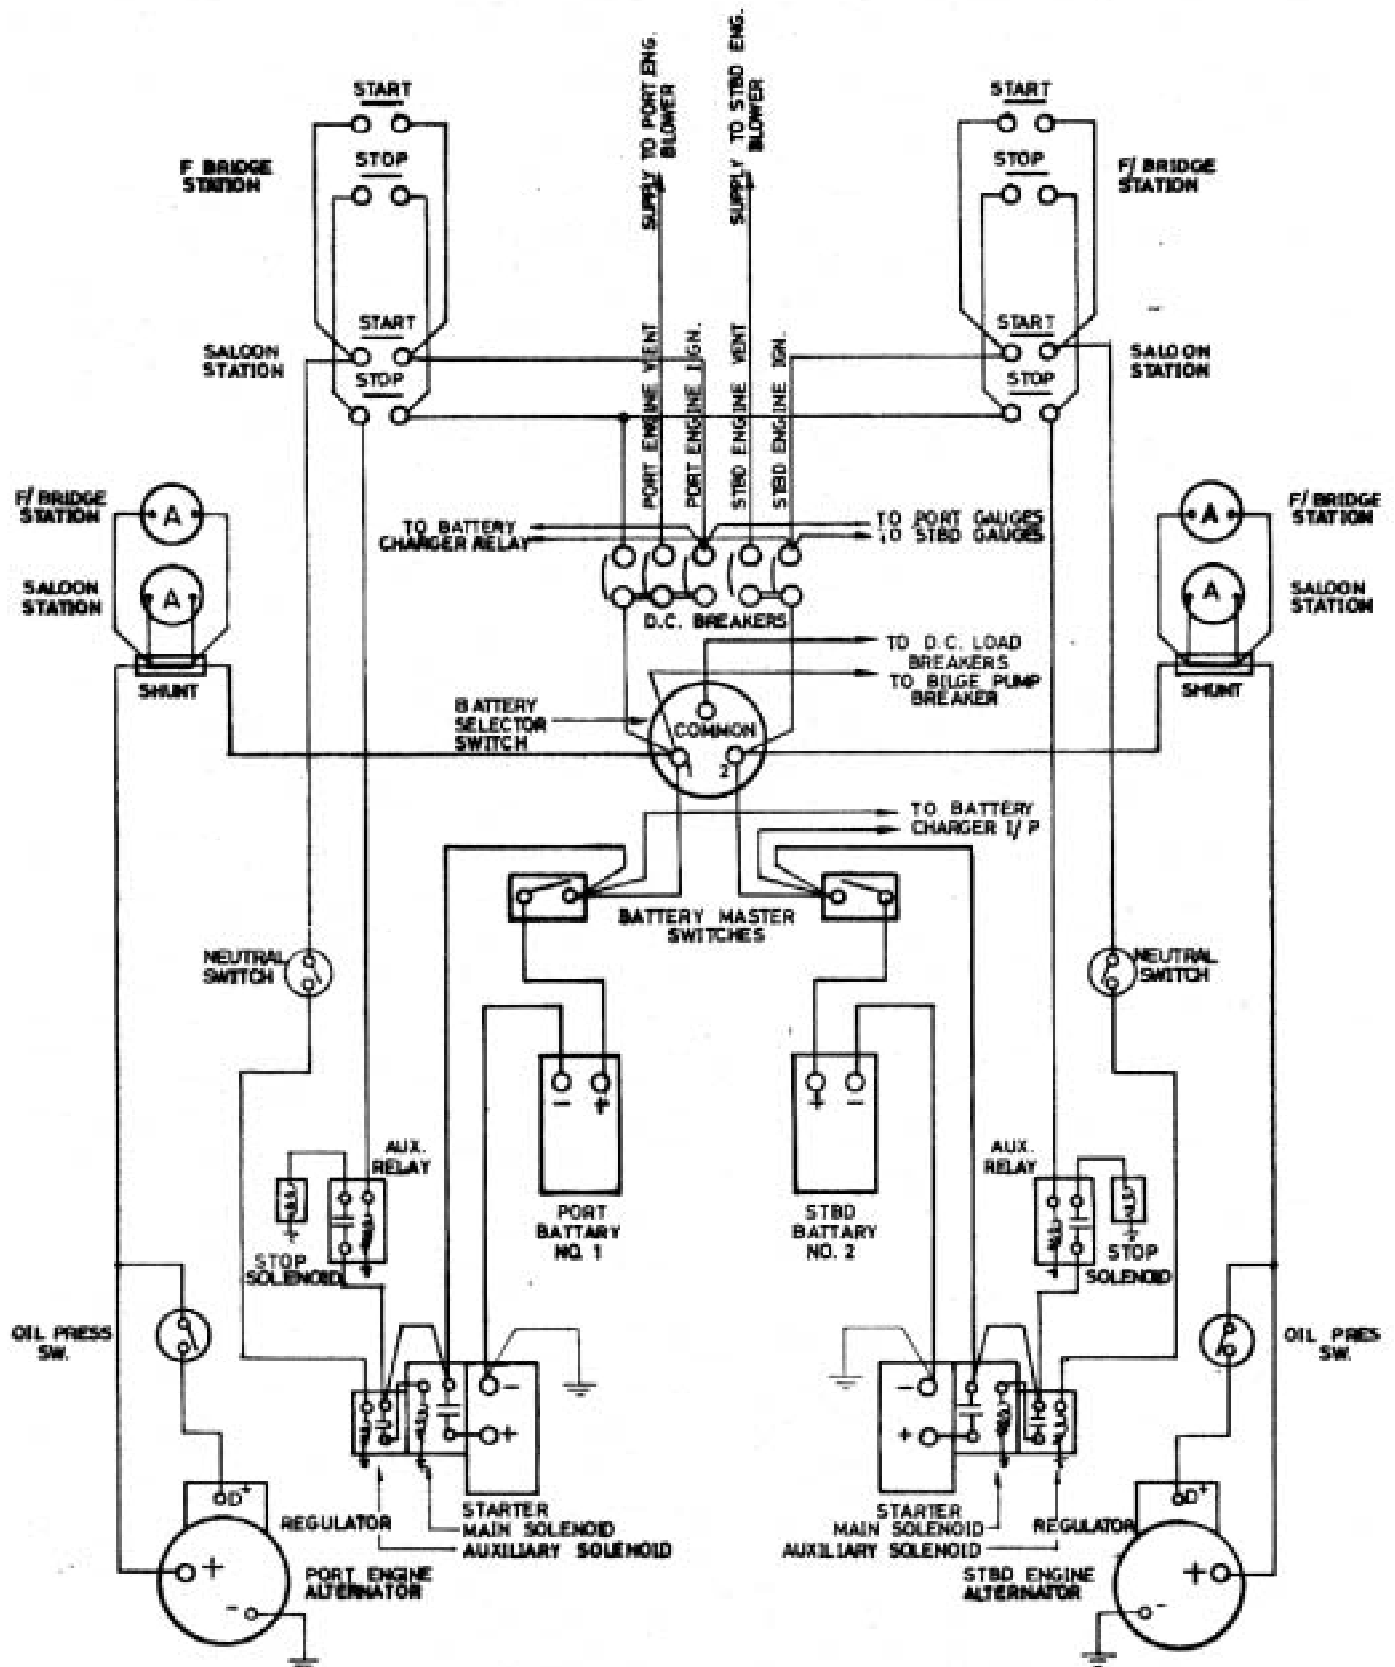 START
START
F BRIDGE
STATION
STOP
STOP
F/ BRIDGE
STATION
SUPPLY TO PORT ENG.
BLOWER
SUPPLY TO STBD ENG.
BLOWER
SALOON
STATION
START
STOP
START
STOP
SALOON
STATION
PORT ENGINE VENT
PORT ENGINE IGN.
STBD ENGINE VENT
STBD ENGINE IGN.
F/ BRIDGE
STATION
A
SALOON
STATION
A
SHUNT
A
F/ BRIDGE
STATION
A
SALOON
STATION
SHUNT
TO BATTERY
CHARGER RELAY
TO PORT GAUGES
TO STBD GAUGES
D.C. BREAKERS
TO D.C. LOAD
BREAKERS
TO BILGE PUMP
BREAKER
BATTERY
SELECTOR
SWITCH
COMMON
1
2
TO BATTERY
CHARGER I/P
BATTERY MASTER
SWITCHES
NEUTRAL
SWITCH
NEUTRAL
SWITCH
- +
+ -
PORT
BATTARY
NO. 1
STBD
BATTARY
NO. 2
AUX.
RELAY
AUX.
RELAY
STOP
SOLENOID
STOP
SOLENOID
OIL PRESS
SW.
OIL PRES
SW.
-
+
-
+
D+
D+
REGULATOR
STARTER
MAIN SOLENOID
AUXILIARY SOLENOID
STARTER
MAIN SOLENOID
AUXILIARY SOLENOID
REGULATOR
+
-
PORT ENGINE
ALTERNATOR
STBD ENGINE
ALTERNATOR
+
-